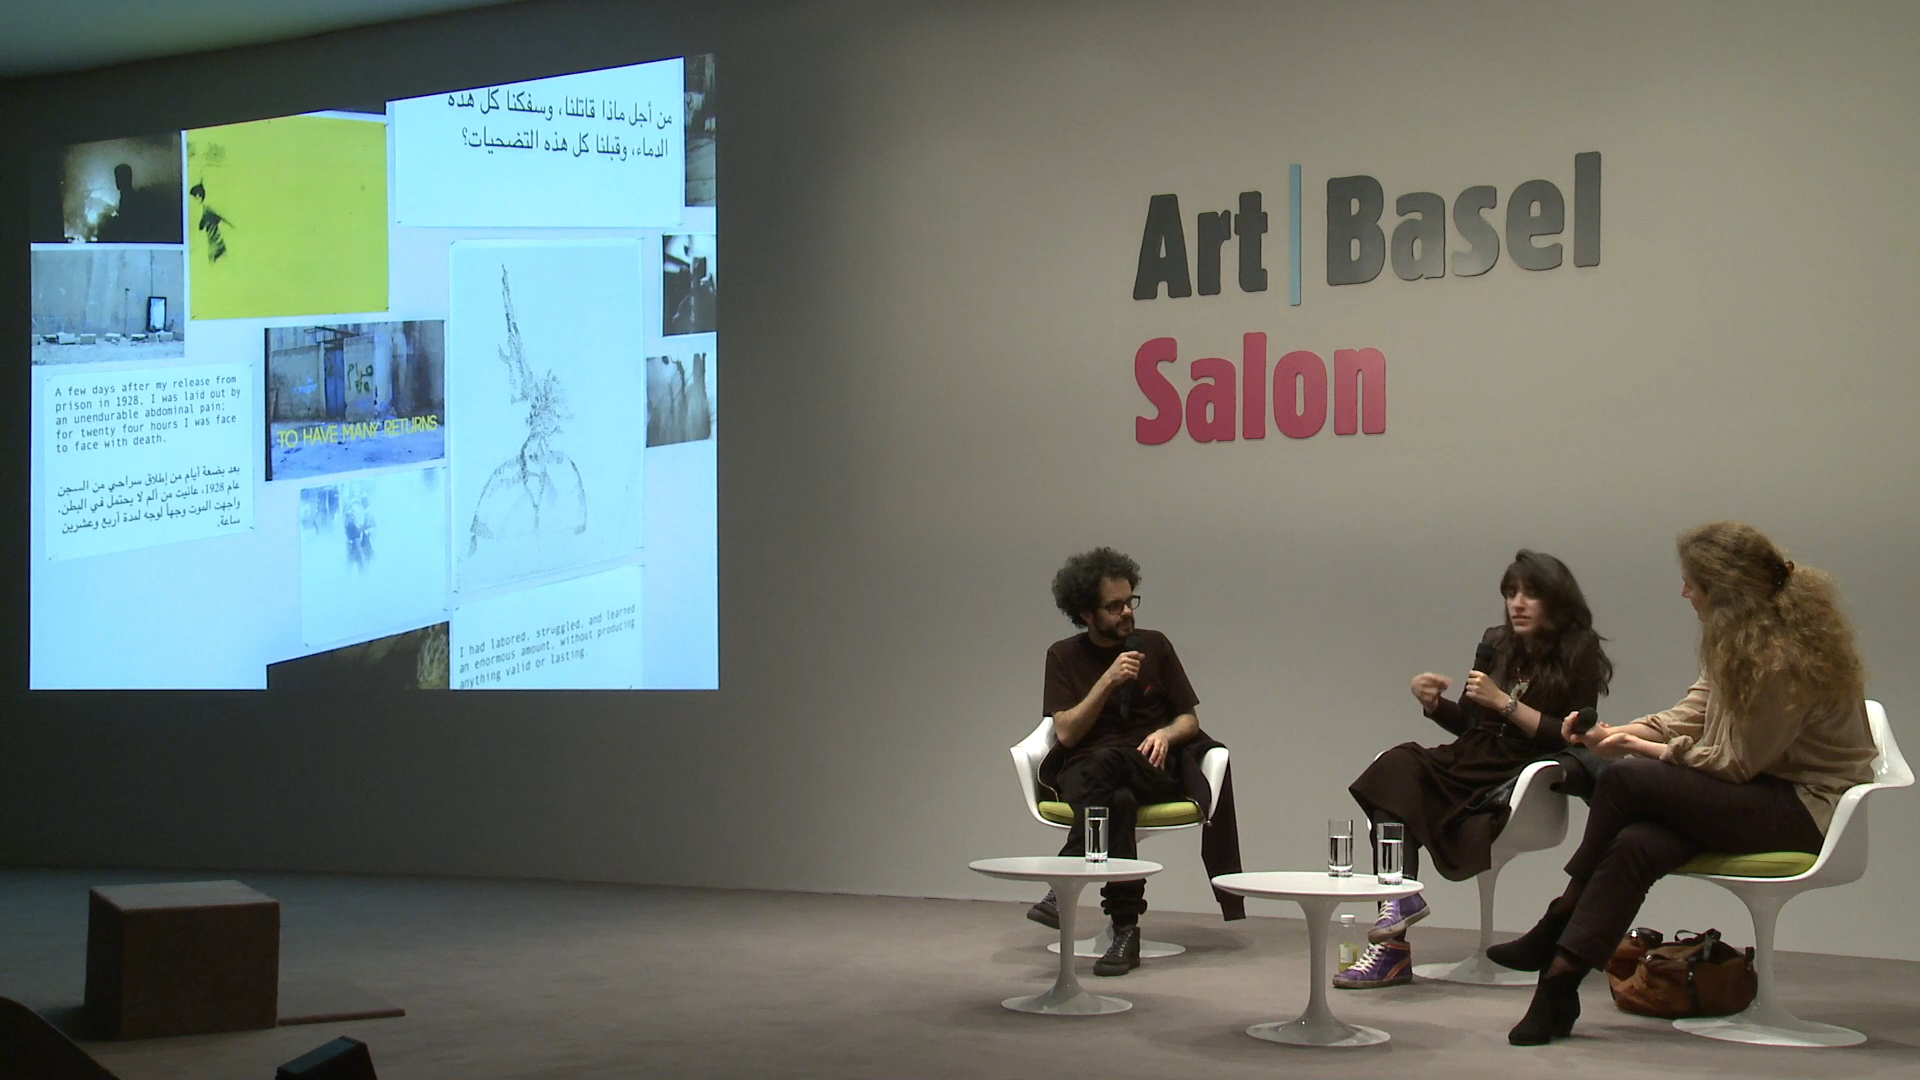 من أجل ماذا قاتلنا، وسفكنا كل هذه
الدماء، وقبلنا كل هذه التضحيات؟
A few days after my release from
prison in 1928, I was laid out by
an unendurable abdominal pain;
for twenty four hours I was face
to face with death.
بعد بضعة أيام من إطلاق سراحي من السجن
عام 1928، عانيت من ألم لا يحتمل في البطن.
واجهت الموت وجهاً لوجه لمدة أربع وعشرين
ساعة.
TO HAVE MANY RETURNS
I had labored, struggled, and learned
an enormous amount, without producing
anything valid or lasting.
Art|Basel
Salon